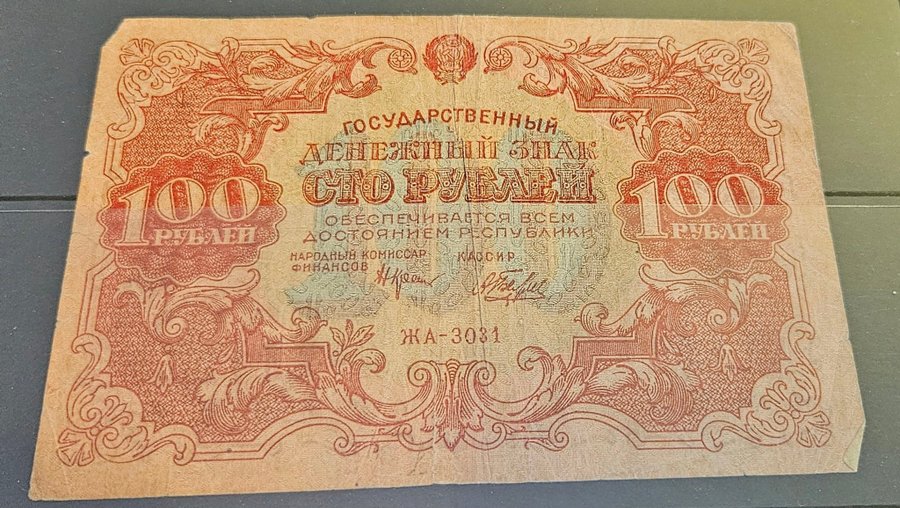 ГОСУДАРСТВЕННЫЙ
ДЕНЕЖНЫЙ ЗНАК
СТО РУБЛЕЙ
100
РУБЛЕЙ
100
РУБЛЕЙ
ОБЕСПЕЧИВАЕТСЯ ВСЕМ
ДОСТОЯНИЕМ РЕСПУБЛИКИ
НАРОДНЫЙ КОМИССАР
ФИНАНСОВ
КАССИР
ЖА-3031